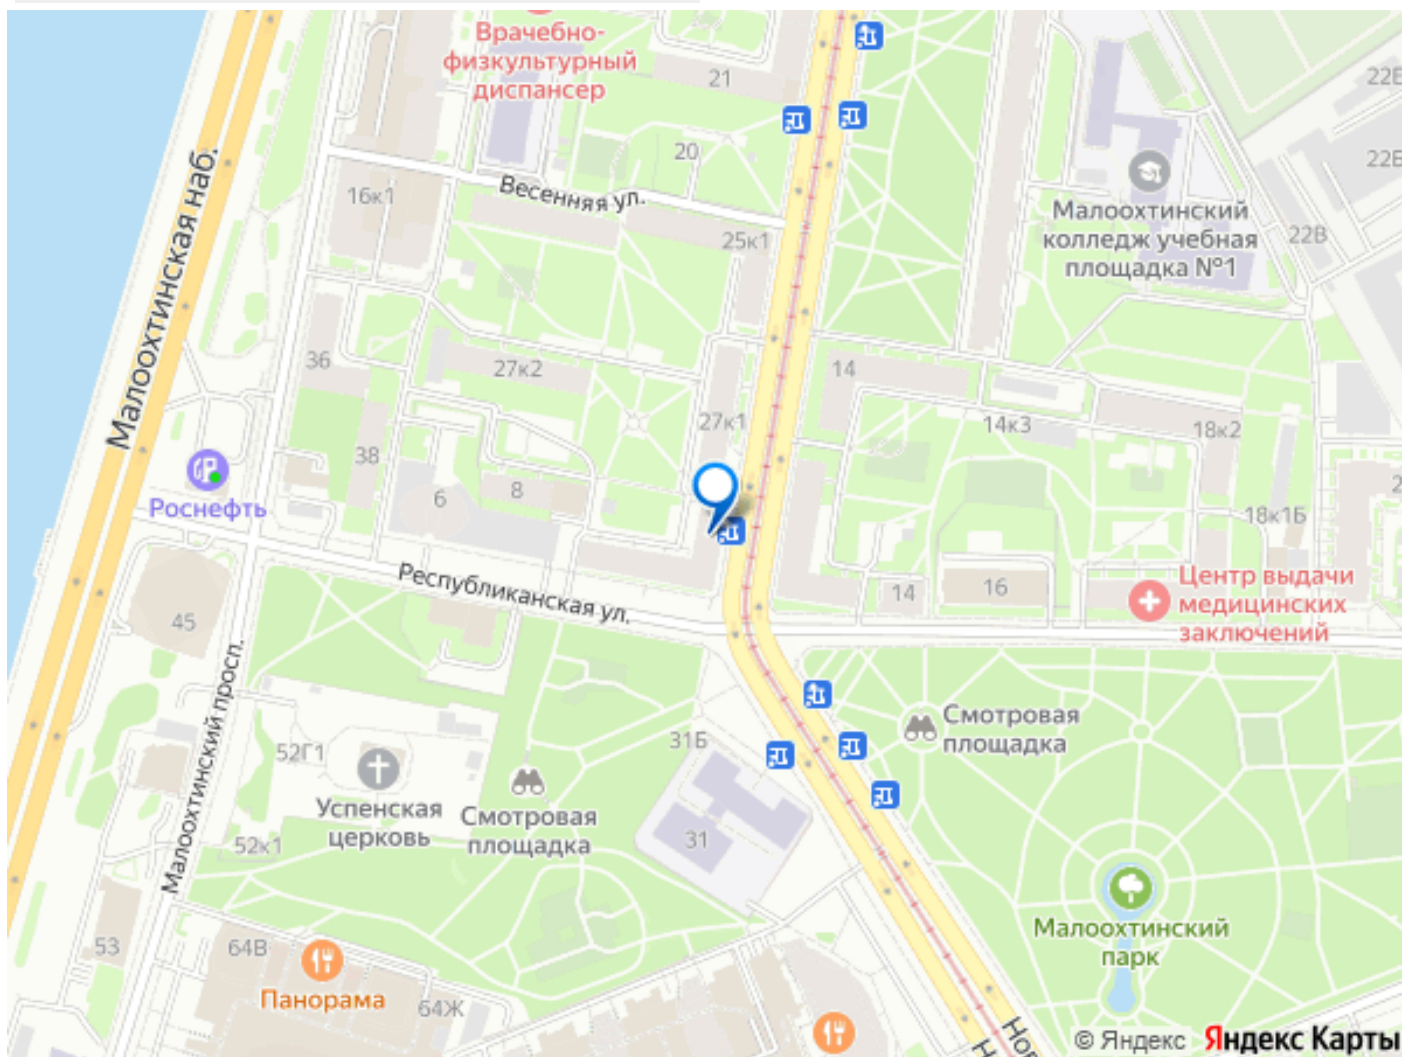 Врачебно-
физкультурный
диспансер
21
22Е
20
22Е
Весенняя ул.
16к1
Малоохтинский
колледж учебная
площадка №1
22В
25к1
Малоохтинская наб.
36
27к2
14
27к1
14к3
18к2
38
8
6
Роснефть
18к1Б
Республиканская ул.
14
16
Центр выдачи
медицинских
заключений
45
Малоохтинский просп.
31Б
Смотровая
площадка
52Г1
Успенская
церковь
Смотровая
площадка
31
52к1
Малоохтинский
парк
53
64В
Панорама
64Ж
Нов
© Яндекс Яндекс Карты